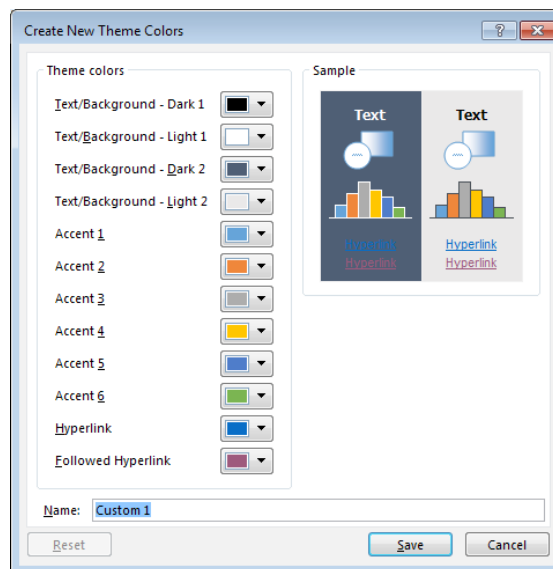 Create New Theme Colors
?
Theme colors
Text/Background - Dark 1
Text/Background - Light 1
Text/Background - Dark 2
Text/Background - Light 2
Accent 1
Accent 2
Accent 3
Accent 4
Accent 5
Accent 6
Hyperlink
Followed Hyperlink
Sample
Text Text
Hyperlink Hyperlink
Hyperlink Hyperlink
Name: Custom 1
Reset Save Cancel